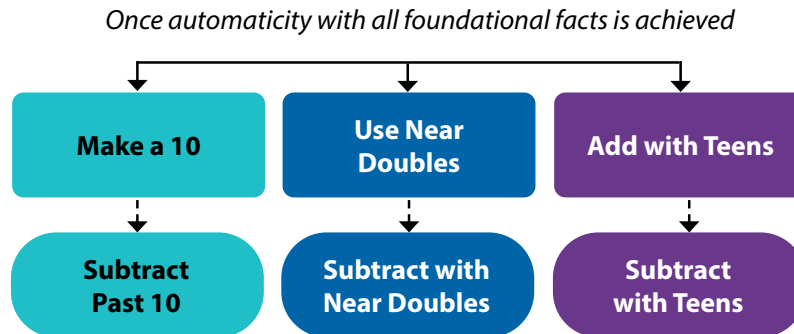 Once automaticity with all foundational facts is achieved
Make a 10
Use Near
Doubles
Add with Teens
Subtract
Past 10
Subtract with
Near Doubles
Subtract
with Teens